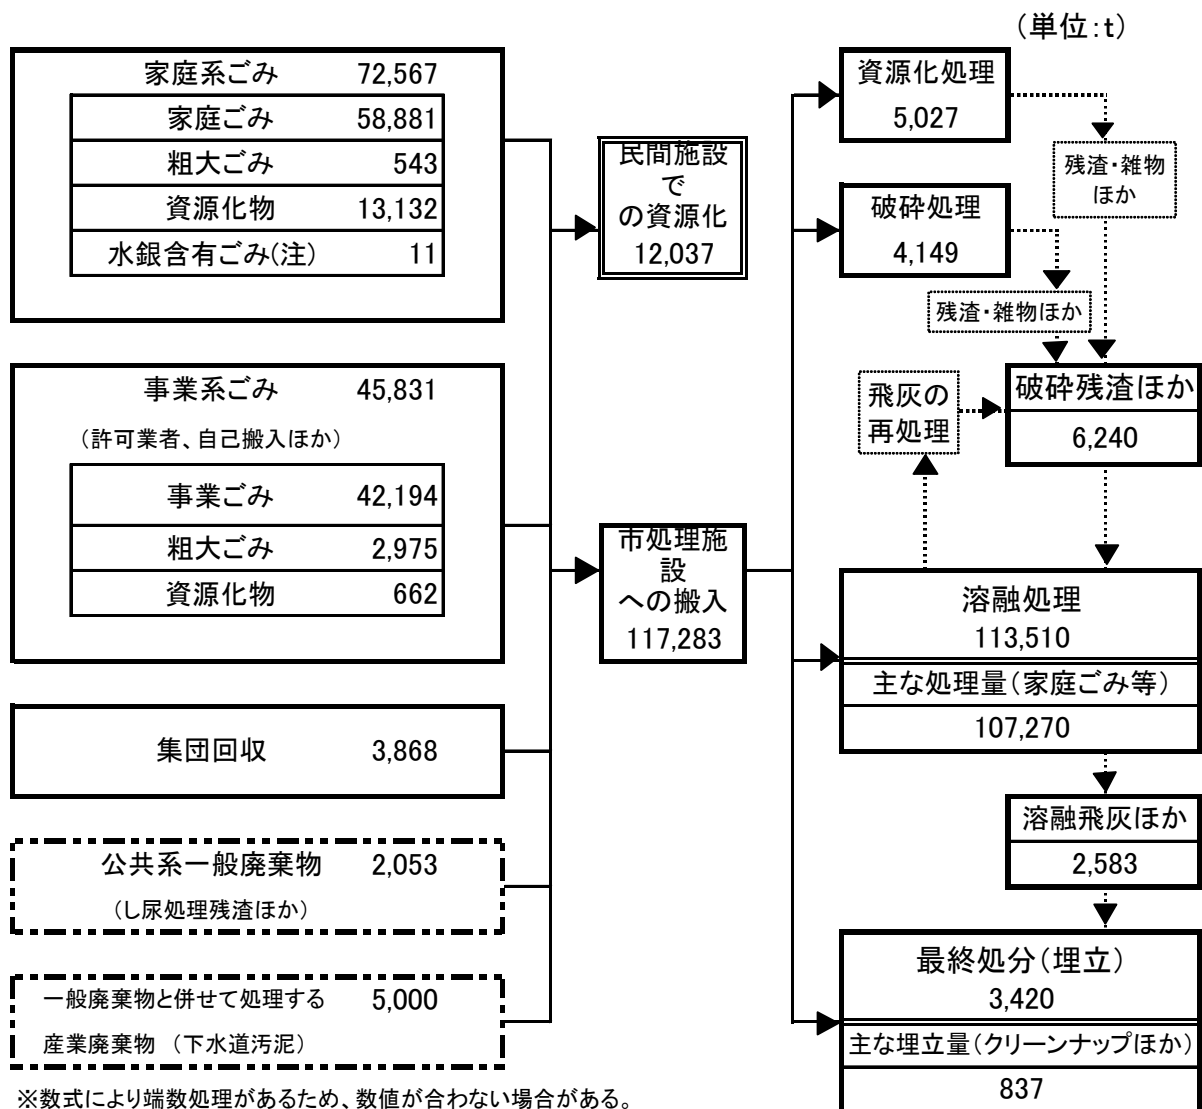 (単位:t)
家庭系ごみ 72,567
家庭ごみ 58,881
粗大ごみ 543
資源化物 13,132
水銀含有ごみ(注) 11
事業系ごみ 45,831
(許可業者、自己搬入ほか)
事業ごみ 42,194
粗大ごみ 2,975
資源化物 662
集団回収 3,868
公共系一般廃棄物 2,053
(し尿処理残渣ほか)
一般廃棄物と併せて処理する 5,000
産業廃棄物 (下水道汚泥)
民間施設
で
の資源化
12,037
市処理施
設
への搬入
117,283
資源化処理
5,027
残渣・雑物
ほか
破砕処理
4,149
残渣・雑物ほか
飛灰の
再処理
破砕残渣ほか
6,240
溶融処理
113,510
主な処理量(家庭ごみ等)
107,270
溶融飛灰ほか
2,583
最終処分(埋立)
3,420
主な埋立量(クリーンナップほか)
837
※数式により端数処理があるため、数値が合わない場合がある。